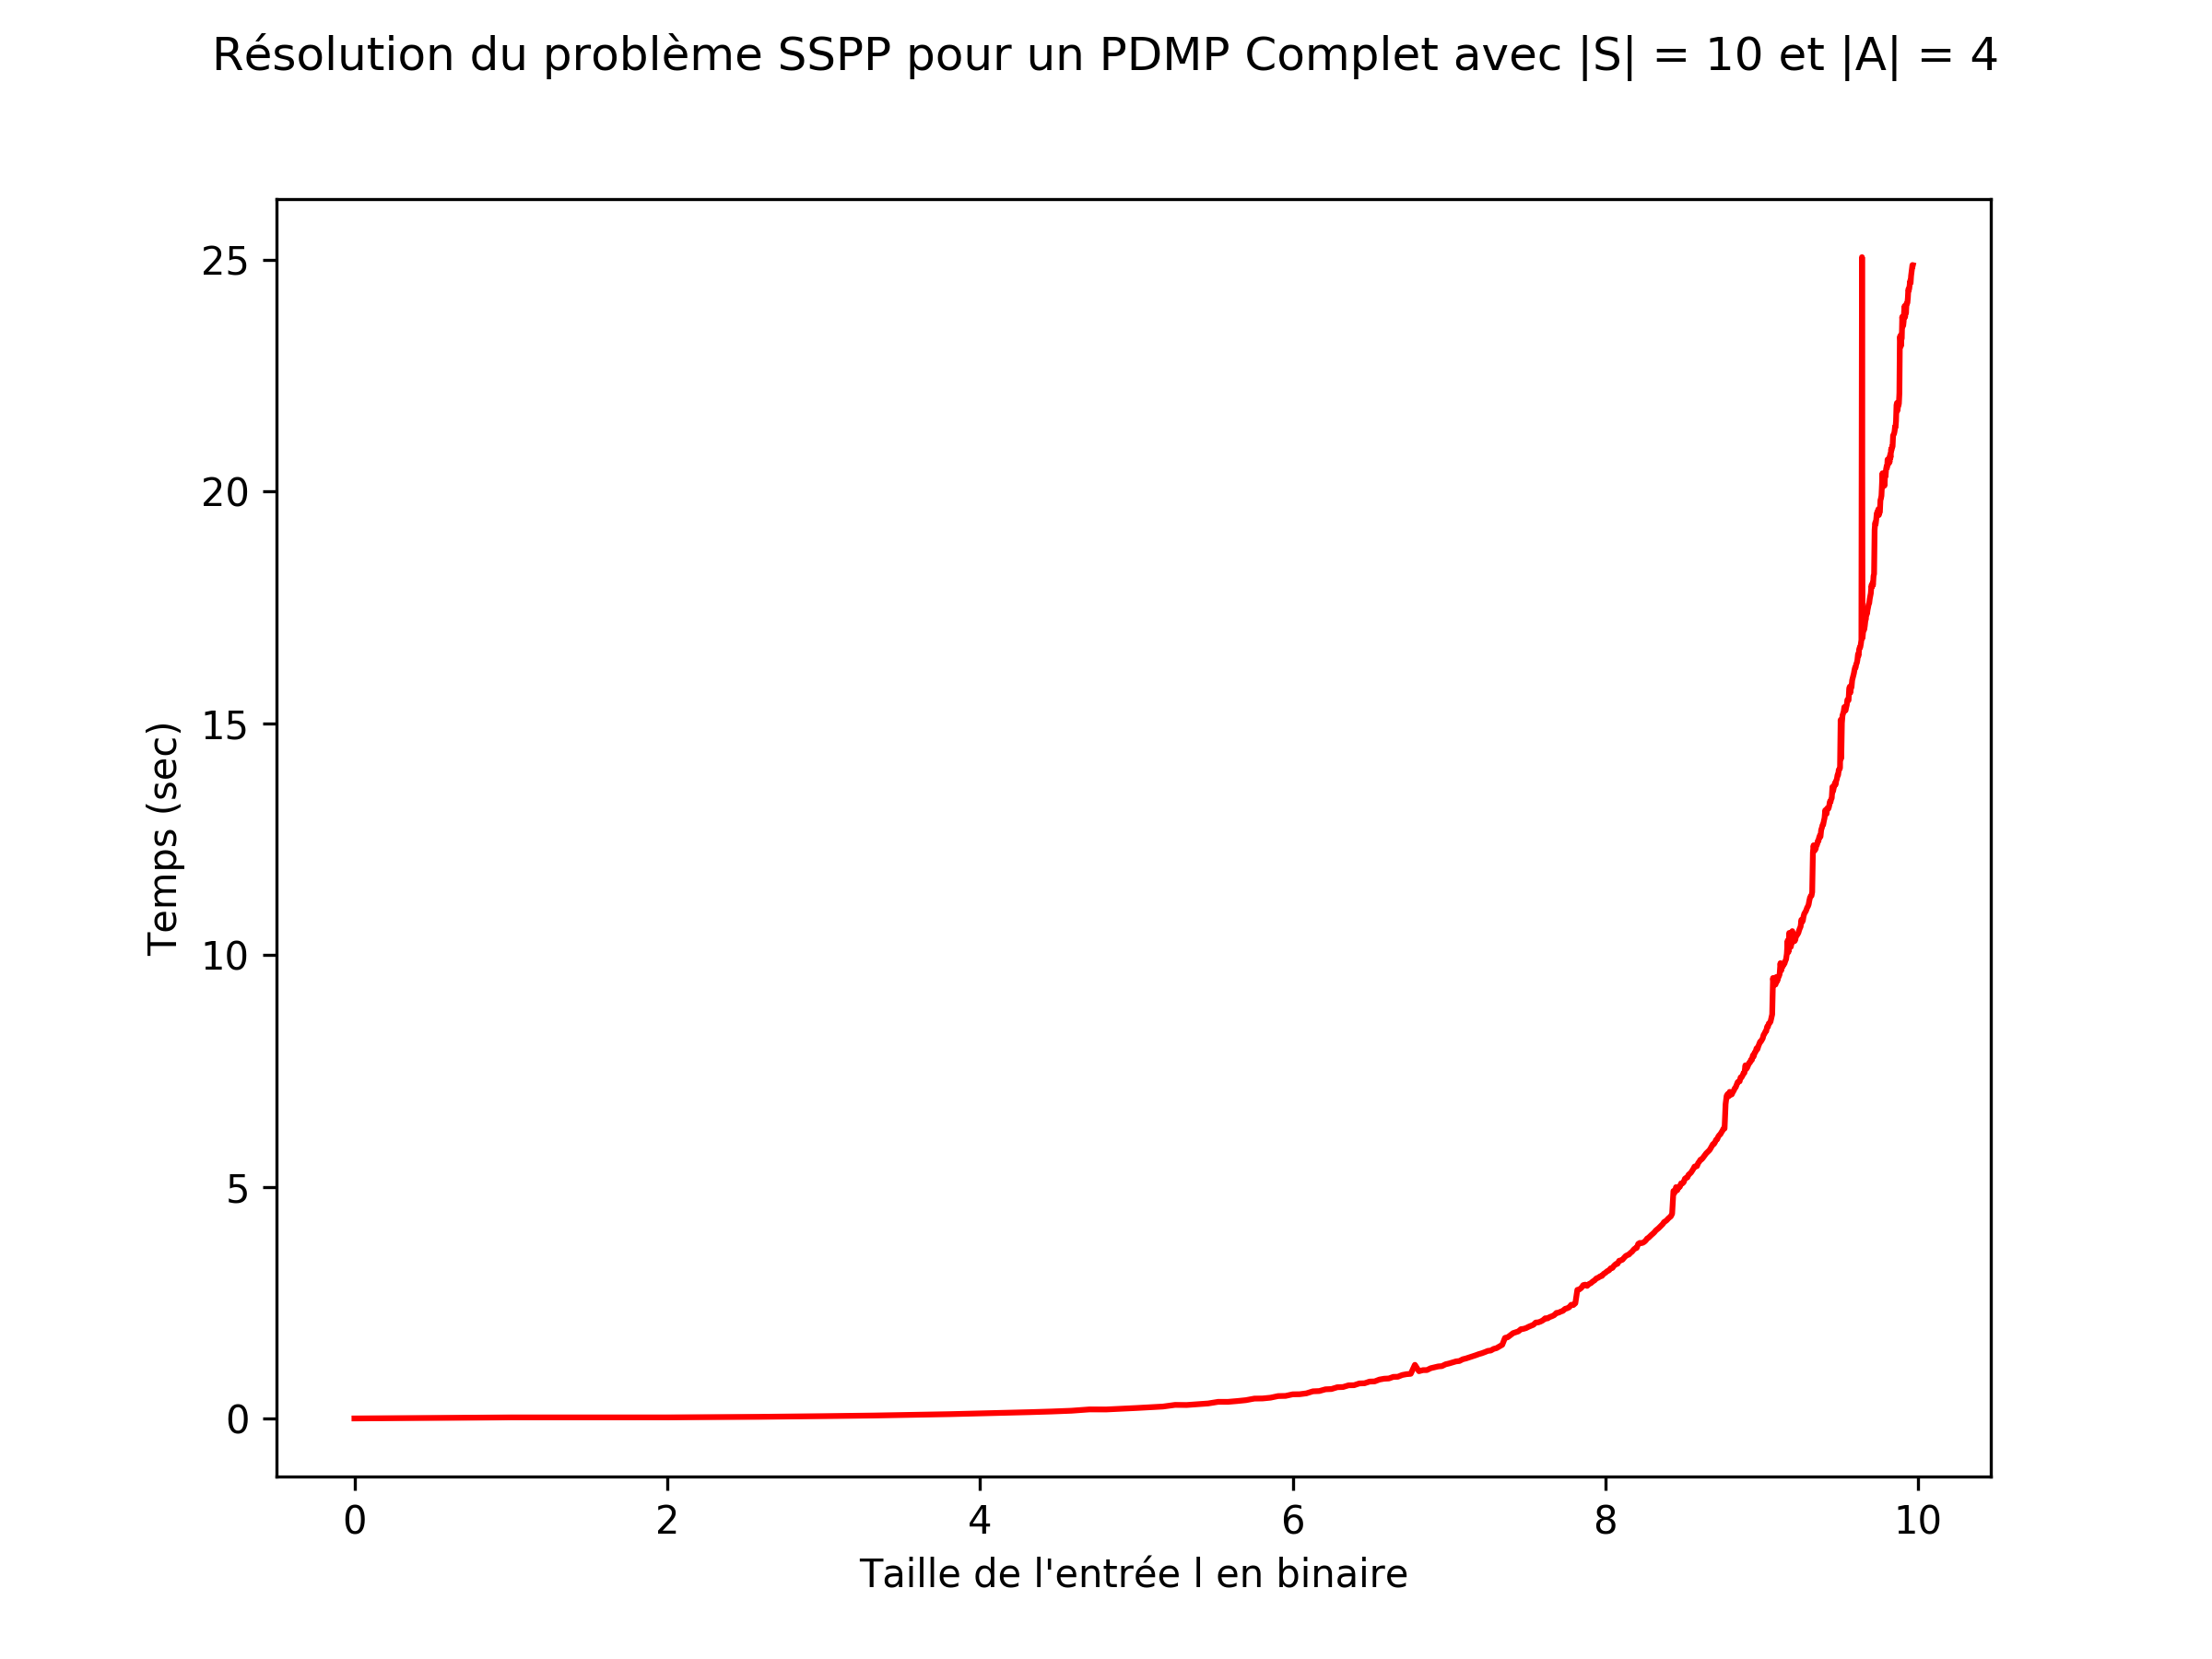 Résolution du problème SSPP pour un PDMP Complet avec |S| = 10 et |A| = 4
25
20
15
10
5
0
Temps (sec)
0 2 4 6 8 10
Taille de l'entrée l en binaire